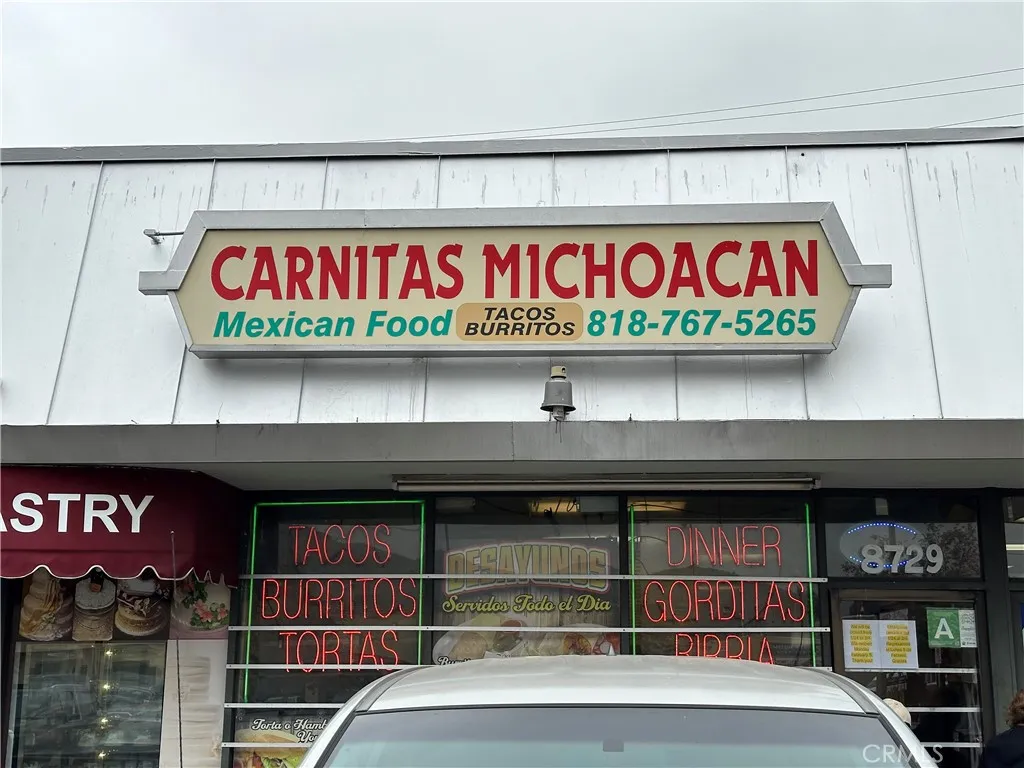 CARNITAS MICHOACAN
Mexican Food TACOS BURRITOS 818-767-5265
ASTRY
TACOS
BURRITOS
TORTAS
DESAYUNOS
Servidos Todo el Dia
DINNER
GORDITAS
BIRRIA
8729
A
Torta o
CRMLS